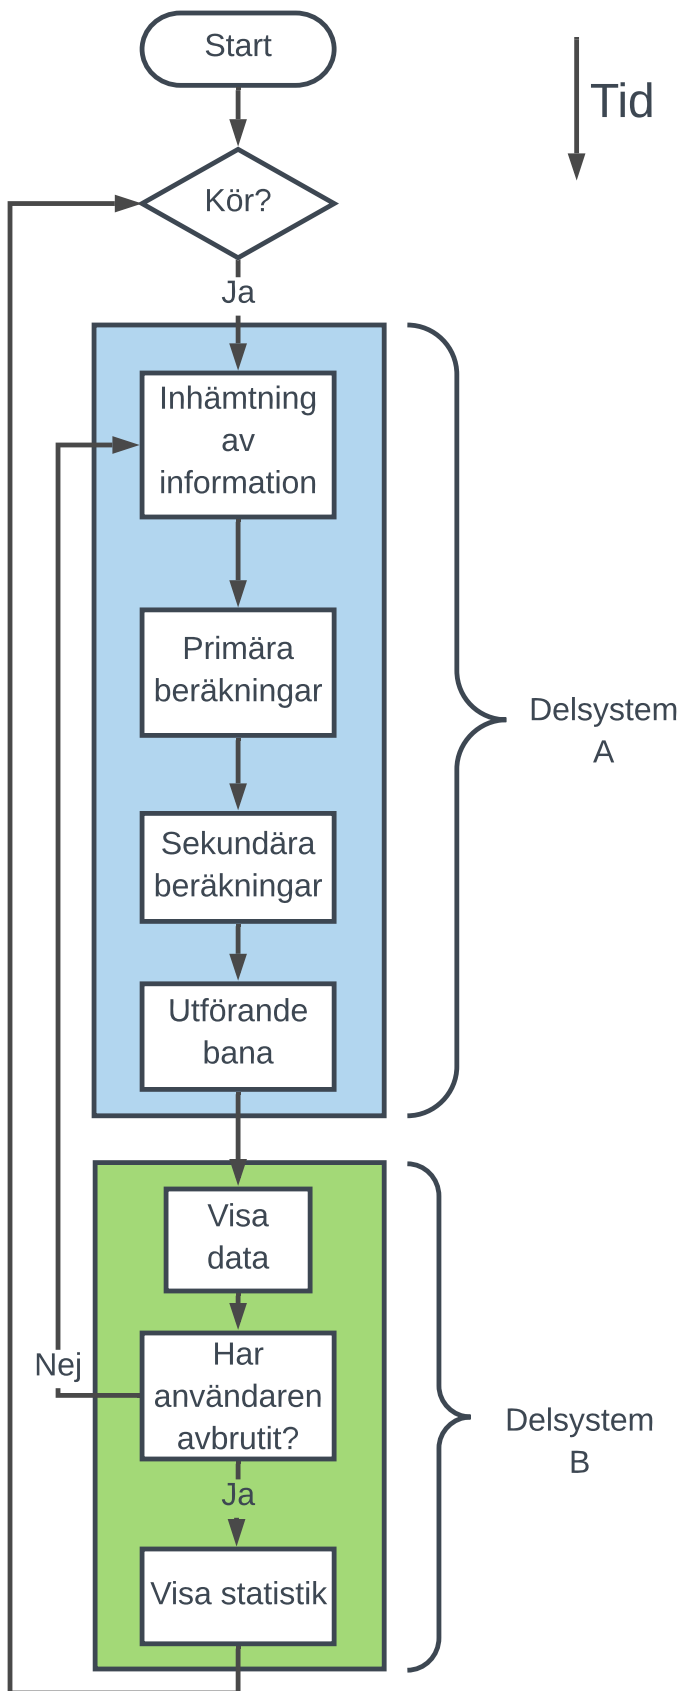 Start
Tid
Kör?
Ja
Inhämtning
av
information
Primära
beräkningar
Delsystem
A
Sekundära
beräkningar
Utförande
bana
Visa
data
Har
användaren
avbrutit?
Nej
Delsystem
B
Ja
Visa statistik